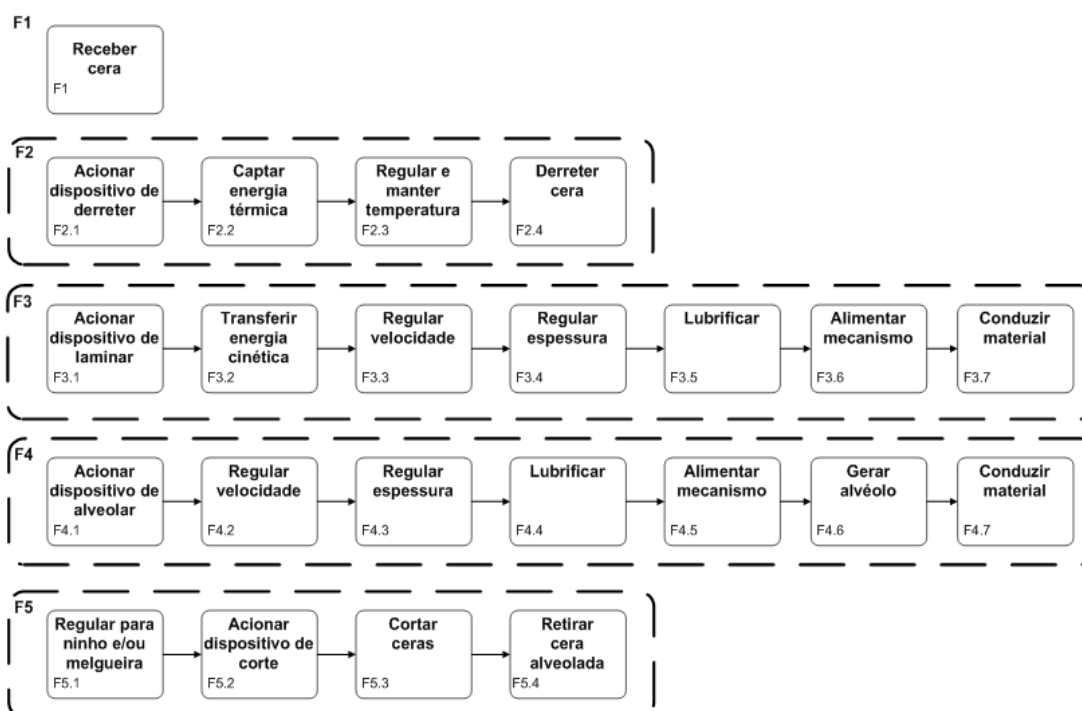 F1
Receber
cera
F1
F2
Acionar
dispositivo de
derreter
F2.1
Captar
energia
térmica
F2.2
Regular e
manter
temperatura
F2.3
Derreter
cera
F2.4
F3
Acionar
dispositivo de
laminar
F3.1
Transferir
energia
cinética
F3.2
Regular
velocidade
F3.3
Regular
espessura
F3.4
Lubrificar
F3.5
Alimentar
mecanismo
F3.6
Conduzir
material
F3.7
F4
Acionar
dispositivo de
alveolar
F4.1
Regular
velocidade
F4.2
Regular
espessura
F4.3
Lubrificar
F4.4
Alimentar
mecanismo
F4.5
Gerar
alvéolo
F4.6
Conduzir
material
F4.7
F5
Regular para
ninho e/ou
melgueira
F5.1
Acionar
dispositivo de
corte
F5.2
Cortar
ceras
F5.3
Retirar
cera
alveolada
F5.4